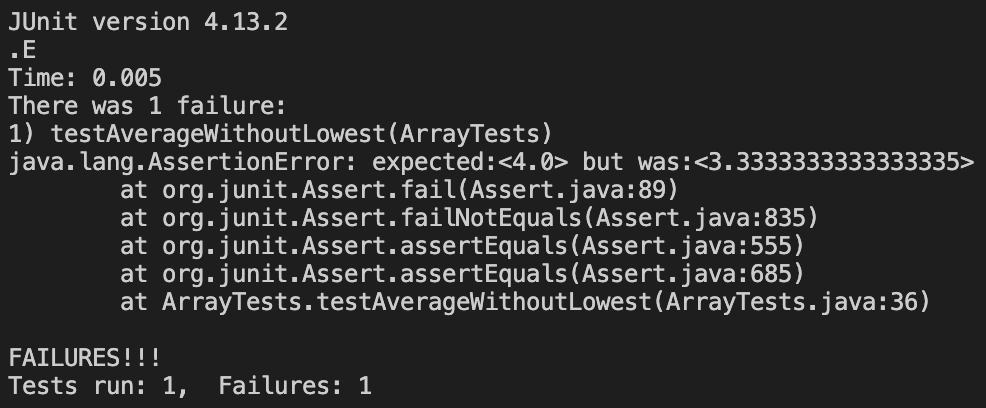 JUnit version 4.13.2
.E
Time: 0.005
There was 1 failure:
1) testAverageWithoutLowest(ArrayTests)
java.lang.AssertionError: expected:<4.0> but was:<3.3333333333333335>
        at org.junit.Assert.fail(Assert.java:89)
        at org.junit.Assert.failNotEquals(Assert.java:835)
        at org.junit.Assert.assertEquals(Assert.java:555)
        at org.junit.Assert.assertEquals(Assert.java:685)
        at ArrayTests.testAverageWithoutLowest(ArrayTests.java:36)

FAILURES!!!
Tests run: 1,  Failures: 1